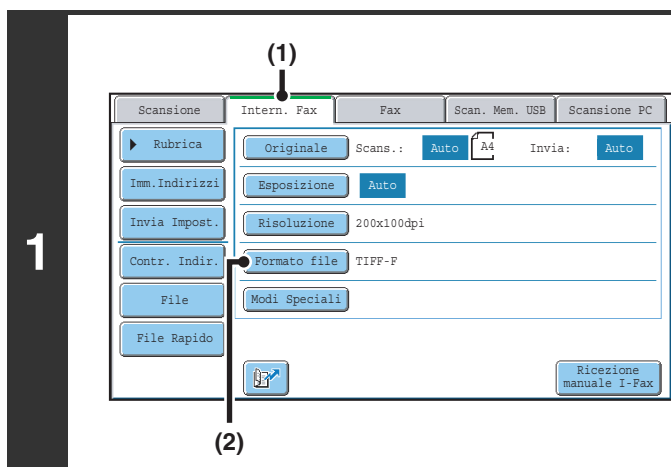 (1)
Scansione Intern. Fax Fax Scan. Mem. USB Scansione PC
Rubrica Originale Scans.: Auto A4 Invia: Auto
Imm.Indirizzi Esposizione Auto
Invia Impost. Risoluzione 200x100dpi
1
Contr. Indir. Formato file TIFF-F
File Modi Speciali
File Rapido
Ricezione
manuale I-Fax
(2)